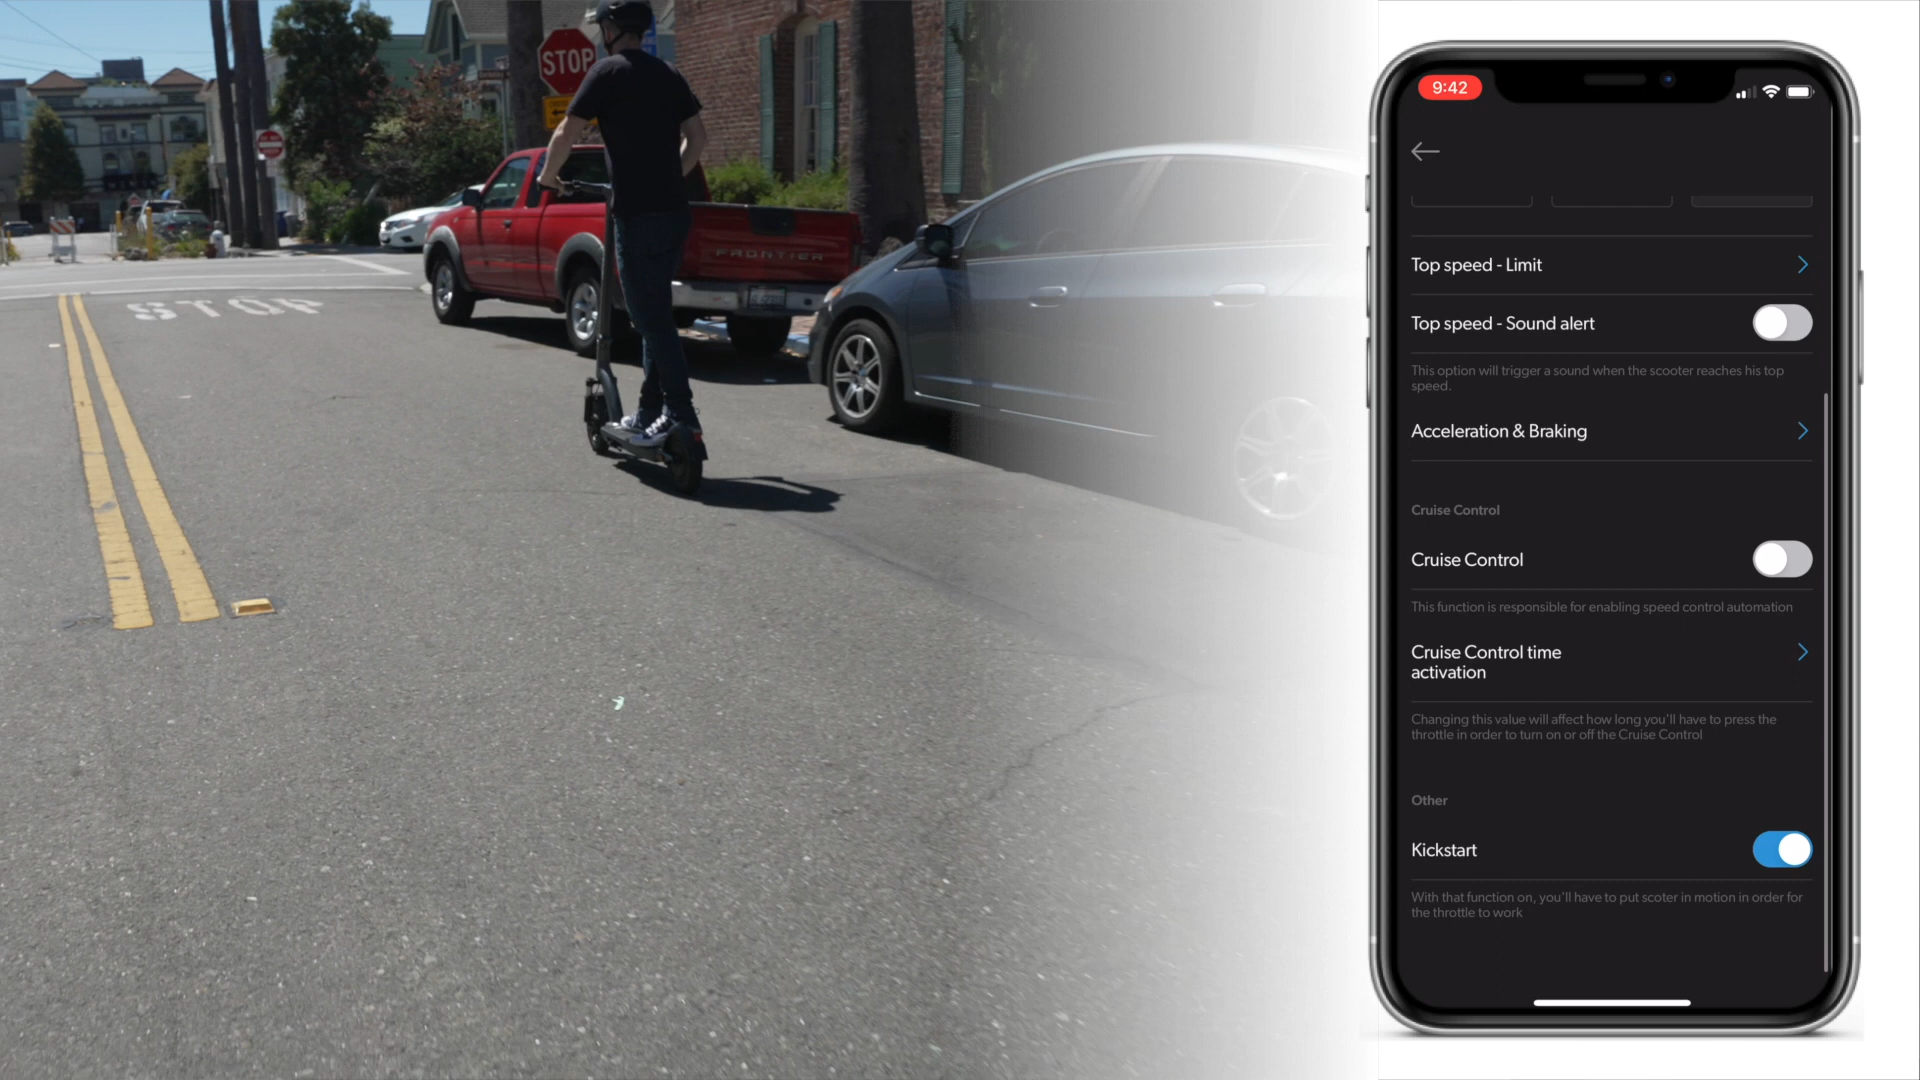 STOP
STOP
FRONTIER
9:42
Top speed - Limit
Top speed - Sound alert
This option will trigger a sound when the scooter reaches his top
speed.
Acceleration & Braking
Cruise Control
Cruise Control
This function is responsible for enabling speed control automation
Cruise Control time
activation
Changing this value will affect how long you'll have to press the
throttle in order to turn on or off the Cruise Control
Other
Kickstart
With that function on, you'll have to put scoter in motion in order for
the throttle to work